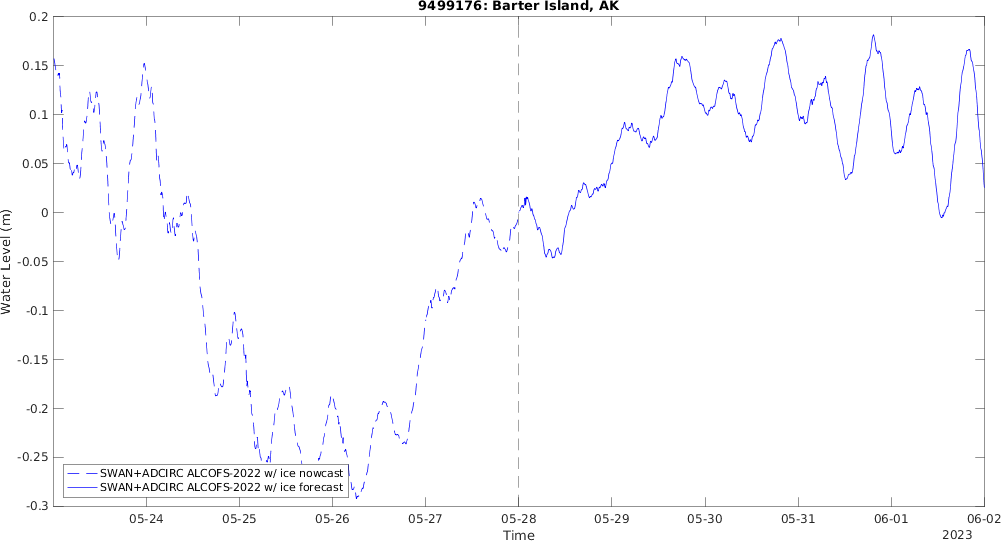 9499176: Barter Island, AK
0.2
0.15
0.1
0.05
0
-0.05
-0.1
-0.15
-0.2
-0.25
-0.3
Water Level (m)
SWAN+ADCIRC ALCOFS-2022 w/ ice nowcast
SWAN+ADCIRC ALCOFS-2022 w/ ice forecast
05-24 05-25 05-26 05-27 05-28 05-29 05-30 05-31 06-01 06-02
Time
2023